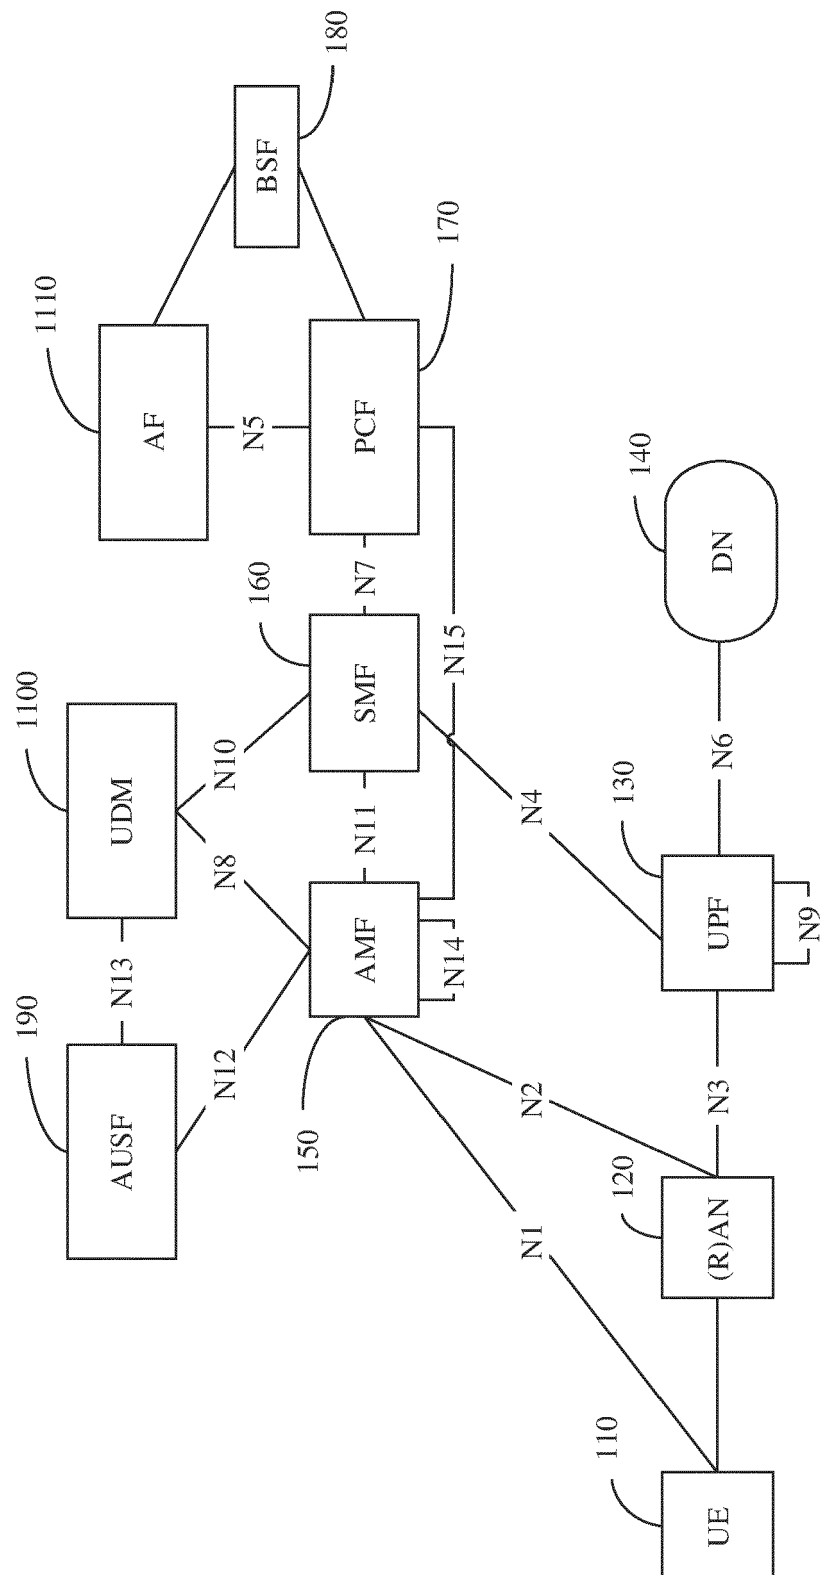 190
1100
1110
AUSF
N13
UDM
AF
180
N12
N8
N10
N5
BSF
150
160
AMF
N11
SMF
N7
PCF
170
N14
N15
N1
N2
N4
110
120
130
140
UE
(R)AN
N3
UPF
N6
DN
N9